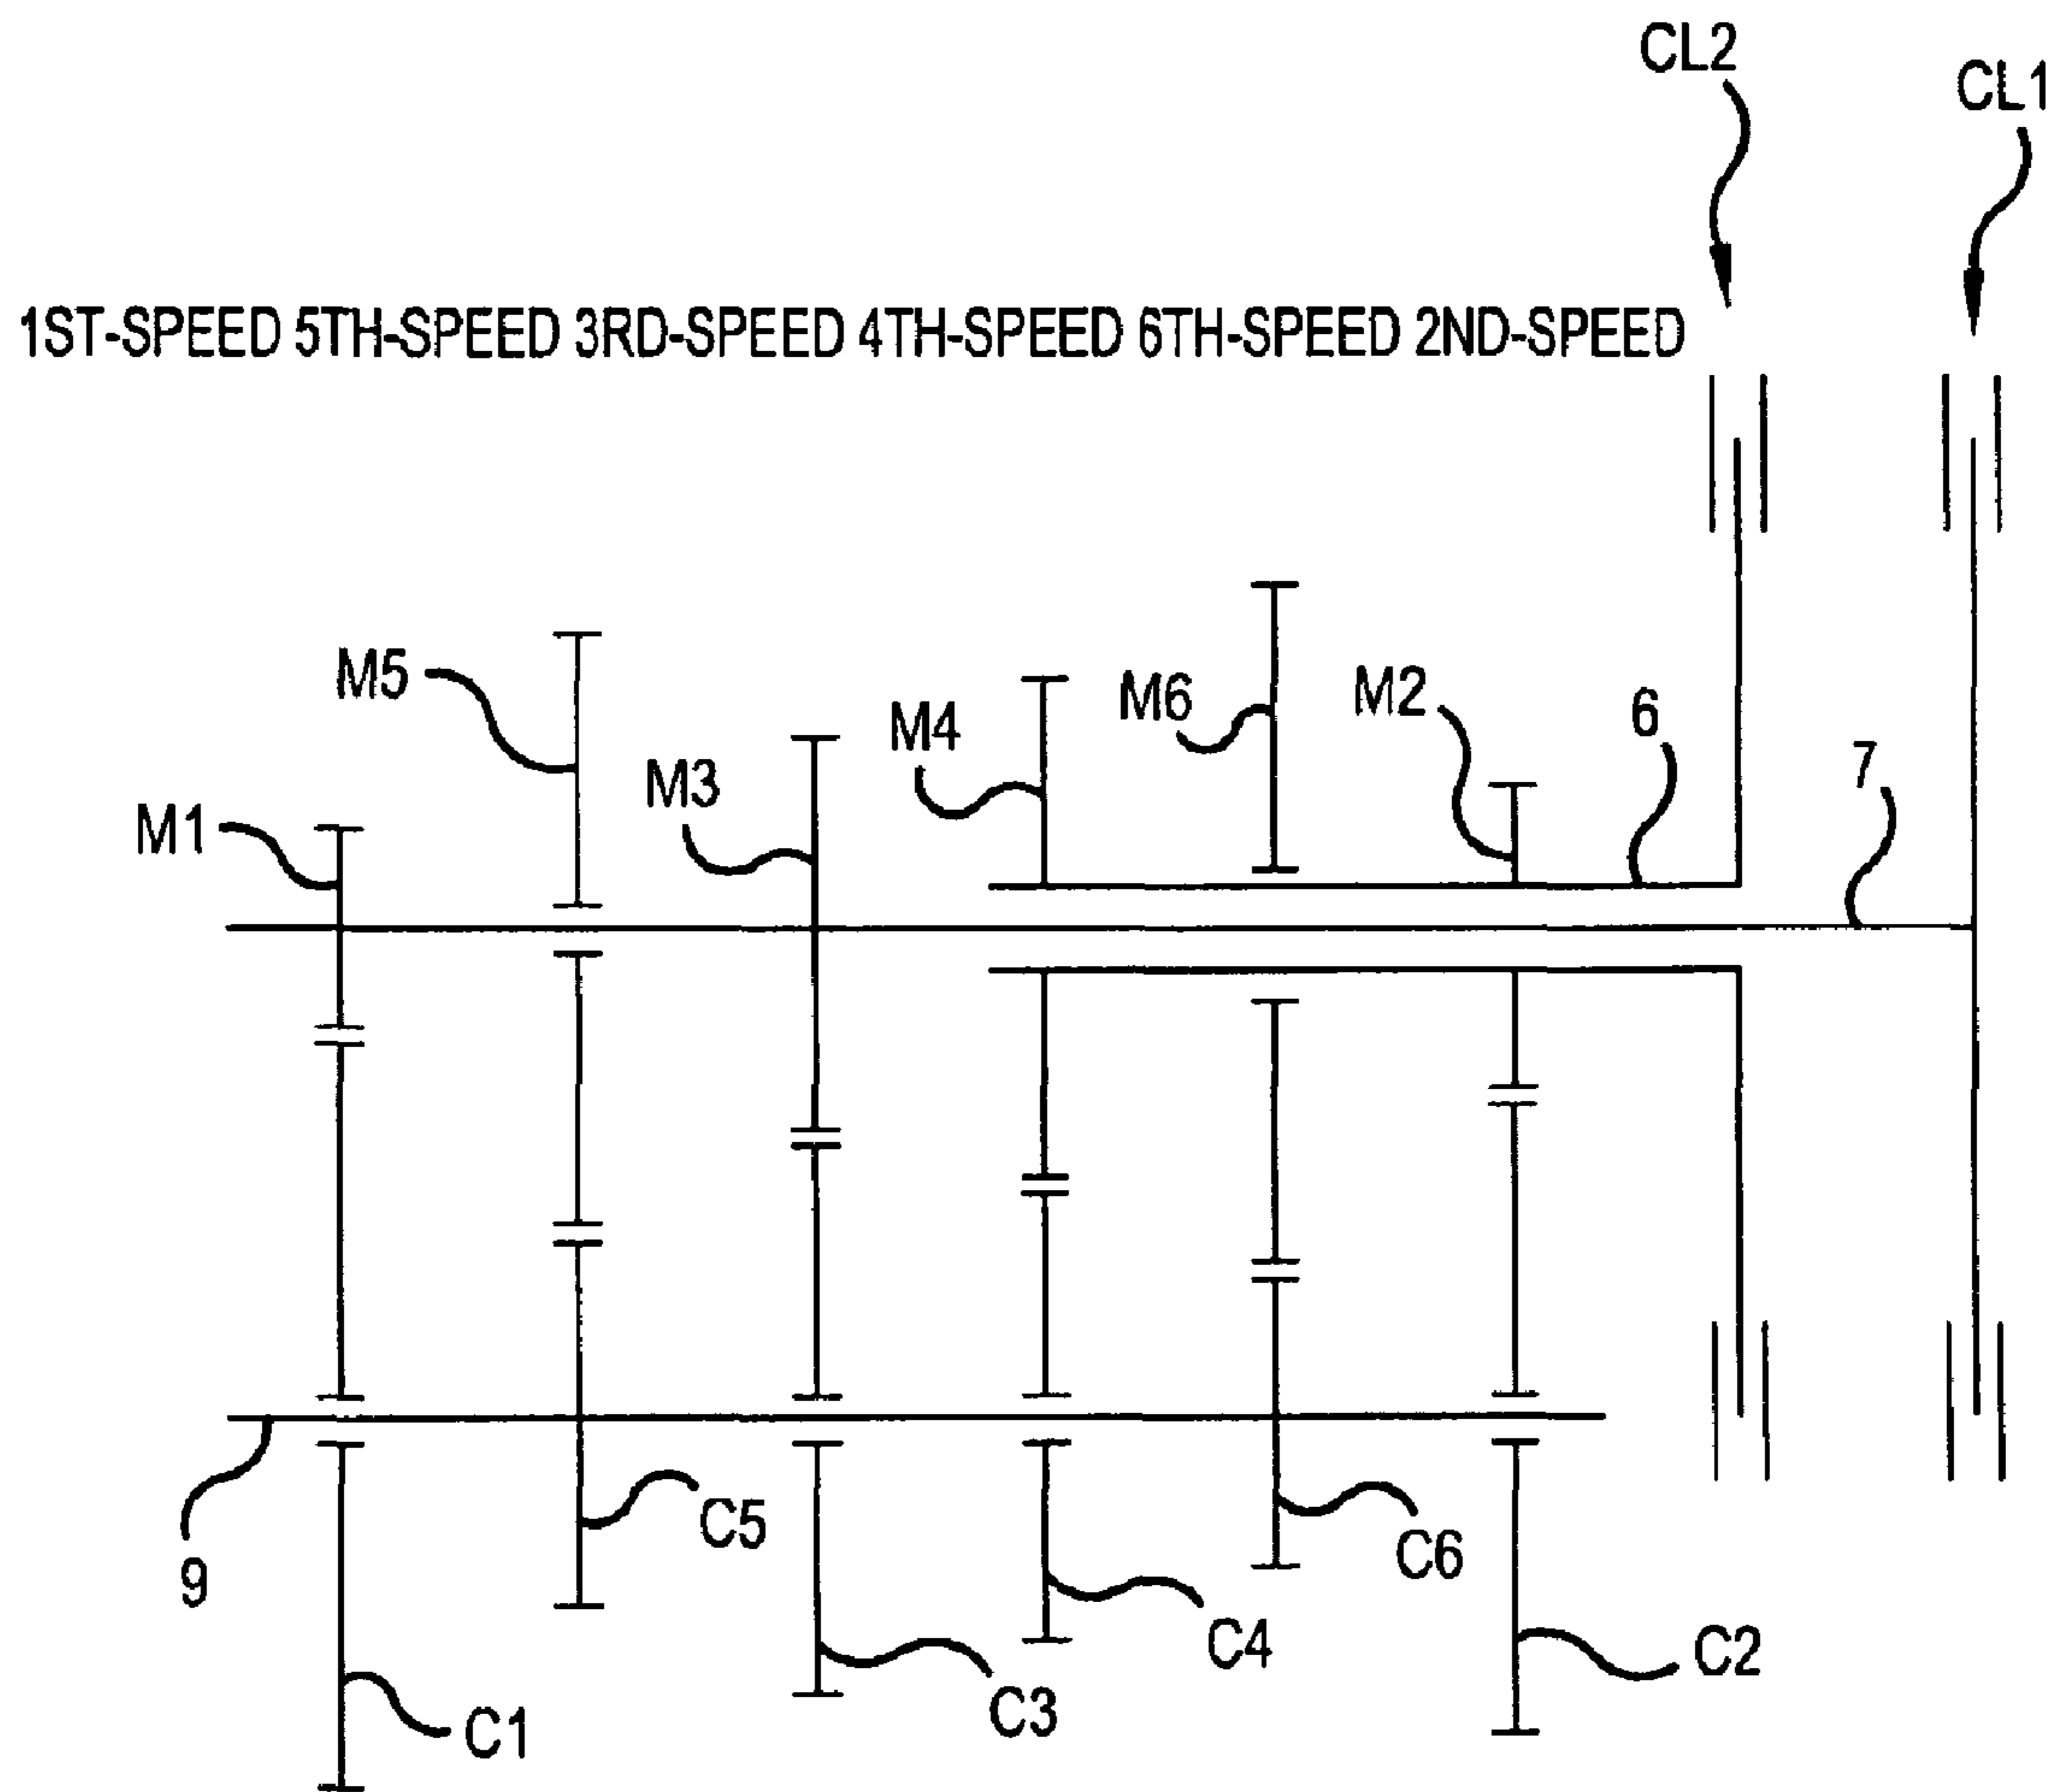 CL2
CL1
1ST-SPEED 5TH-SPEED 3RD-SPEED 4TH-SPEED 6TH-SPEED 2ND-SPEED
M5
M4
M6
M2
6
M3
7
M1
9
C5
C6
C4
C2
C3
C1